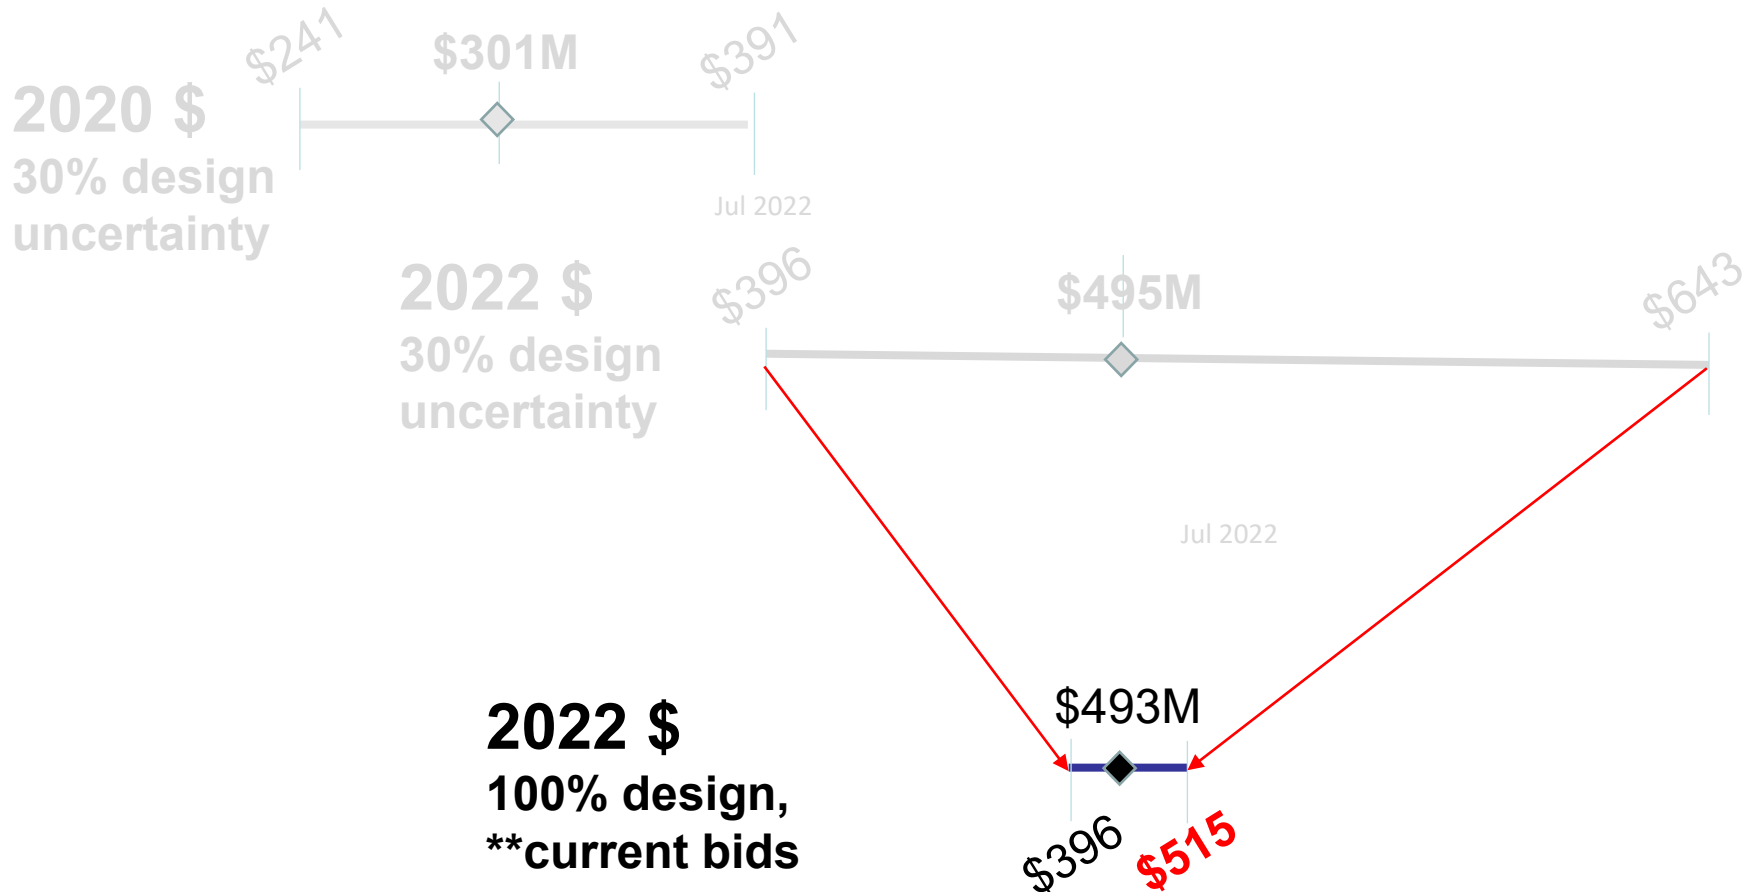 $241
$301M
$391
2020 $
30% design
uncertainty
Jul 2022
2022 $
30% design
uncertainty
$396
$495M
$643
Jul 2022
2022 $
100% design,
**current bids
$493M
$396
$515